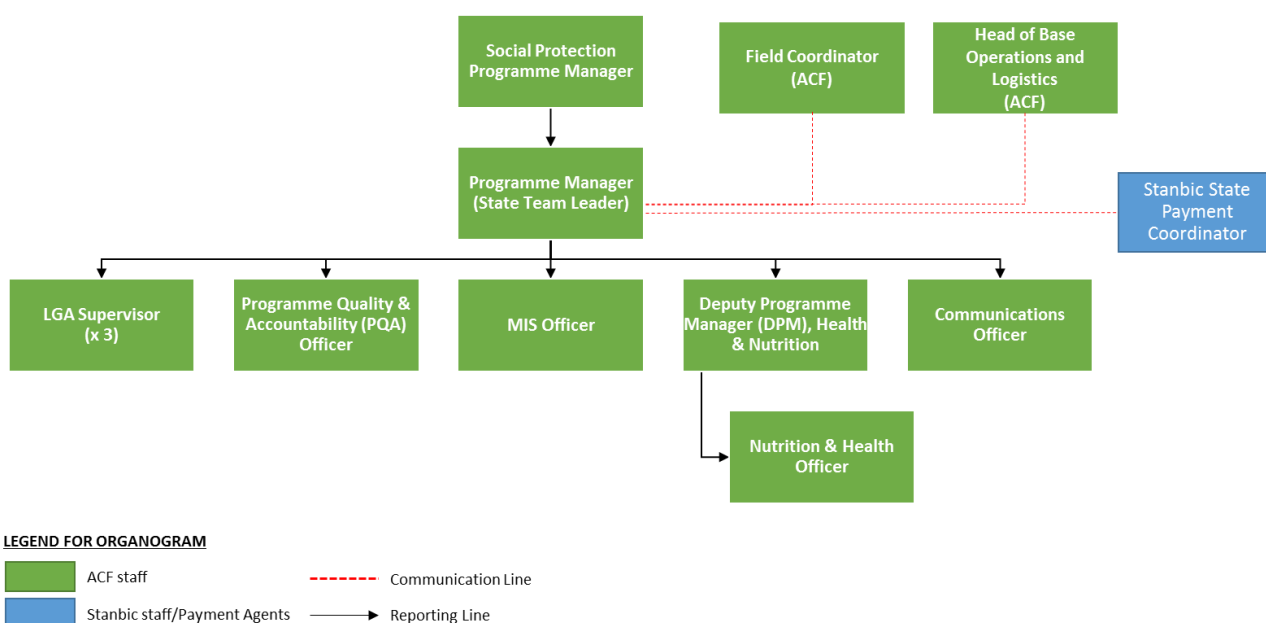 Social Protection
Programme Manager
Field Coordinator
(ACF)
Head of Base
Operations and
Logistics
(ACF)
Programme Manager
(State Team Leader)
Stanbic State
Payment
Coordinator
LGA Supervisor
(x 3)
Programme Quality &
Accountability (PQA)
Officer
MIS Officer
Deputy Programme
Manager (DPM), Health
& Nutrition
Communications
Officer
Nutrition & Health
Officer
LEGEND FOR ORGANOGRAM
ACF staff
Communication Line
Stanbic staff/Payment Agents
Reporting Line